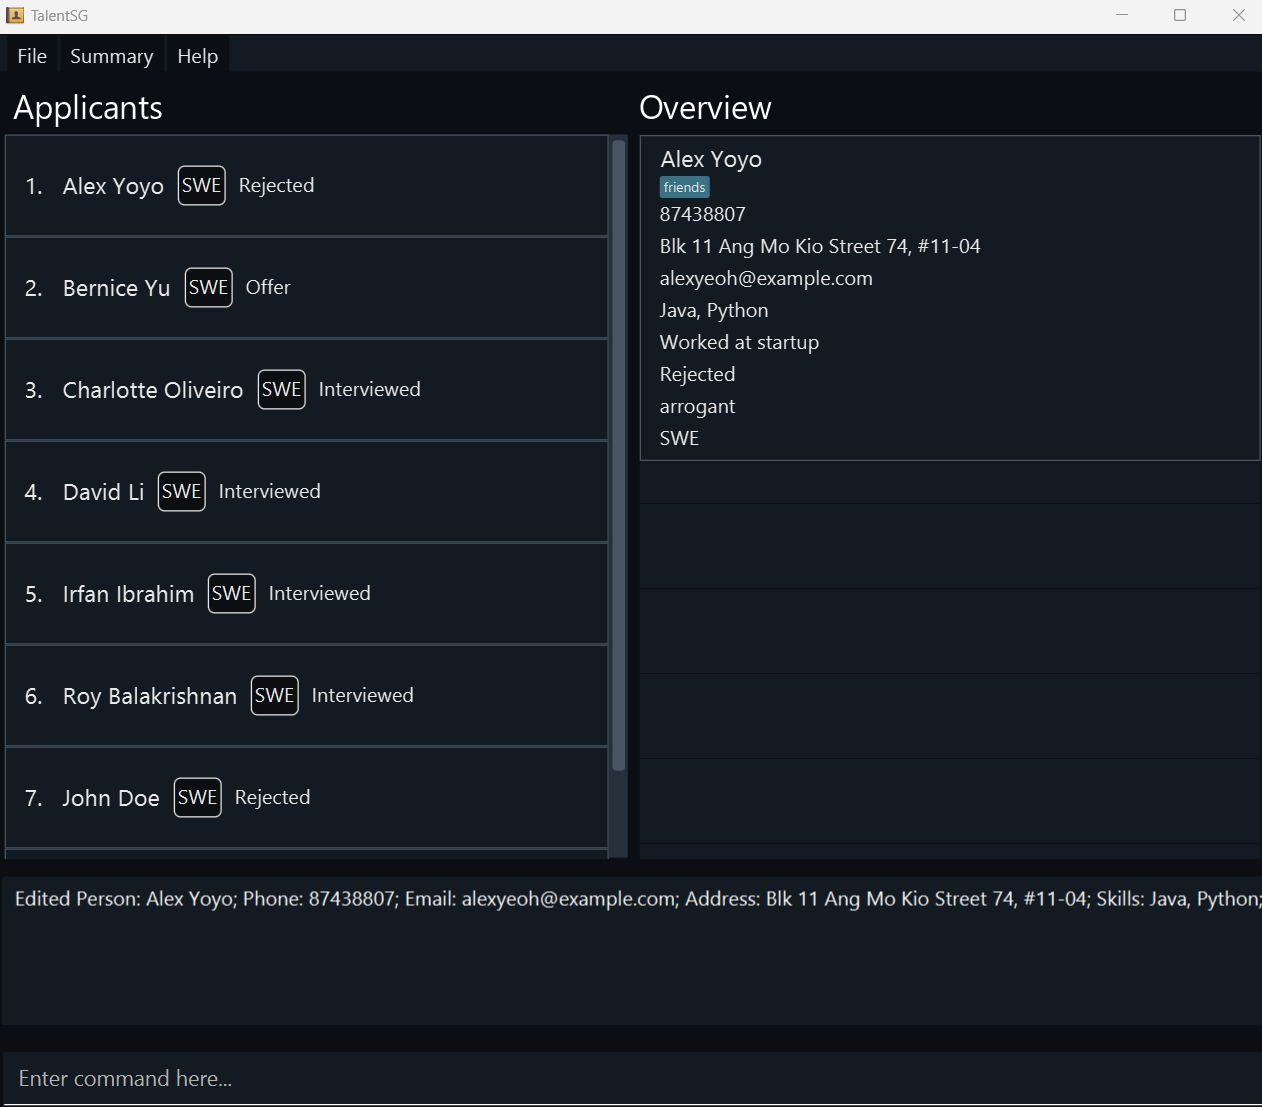 TalentSG
File Summary Help
Applicants
1. Alex Yoyo SWE Rejected
2. Bernice Yu SWE Offer
3. Charlotte Oliveiro SWE Interviewed
4. David Li SWE Interviewed
5. Irfan Ibrahim SWE Interviewed
6. Roy Balakrishnan SWE Interviewed
7. John Doe SWE Rejected
Overview
Alex Yoyo
friends
87438807
Blk 11 Ang Mo Kio Street 74, #11-04
alexyeoh@example.com
Java, Python
Worked at startup
Rejected
arrogant
SWE
Edited Person: Alex Yoyo; Phone: 87438807; Email: alexyeoh@example.com; Address: Blk 11 Ang Mo Kio Street 74, #11-04; Skills: Java, Python;
Enter command here...